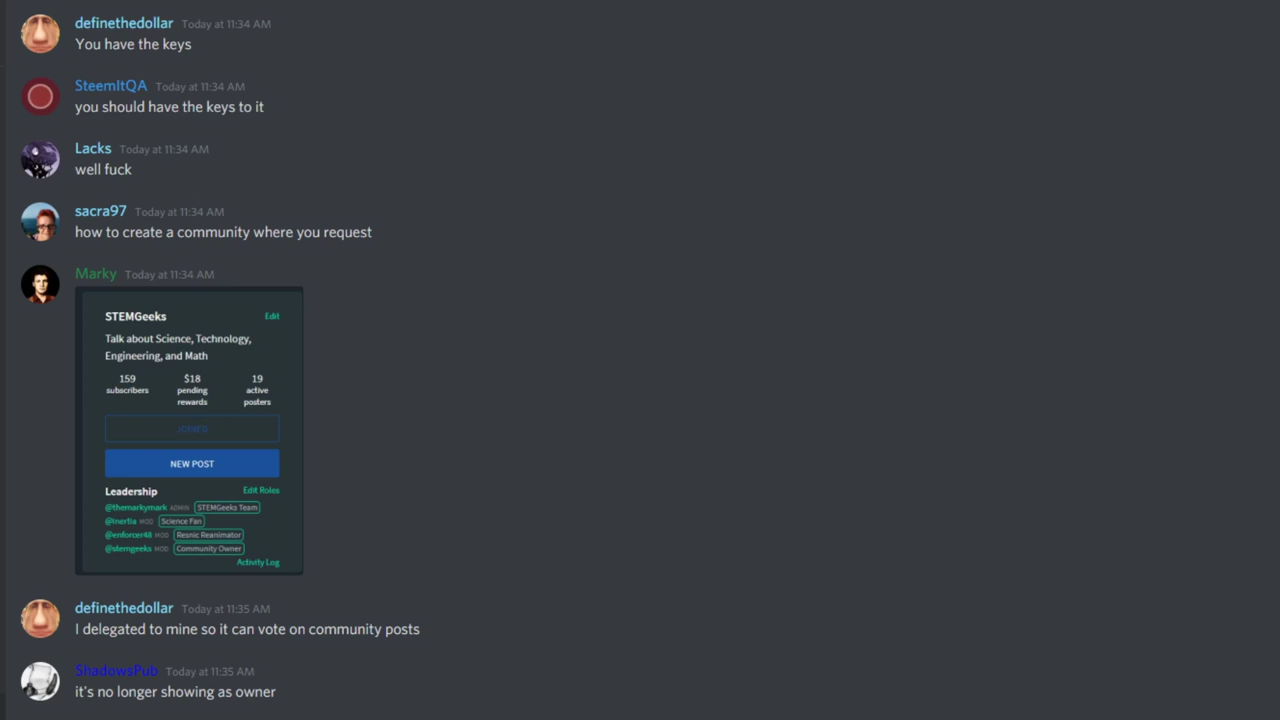 definethedollar Today at 11:34 AM
You have the keys
SteemItQA Today at 11:34 AM
you should have the keys to it
Lacks Today at 11:34 AM
well fuck
sacra97 Today at 11:34 AM
how to create a community where you request
Marky Today at 11:34 AM
STEMGeeks Edit
Talk about Science, Technology,
Engineering, and Math
159 $18 19
subscribers pending active
rewards posters
JOINED
NEW POST
Leadership Edit Roles
@themarkymark ADMIN STEMGeeks Team
@inertia MOD Science Fan
@enforcer48 MOD Resnic Reanimator
@stemgeeks MOD Community Owner
Activity Log
definethedollar Today at 11:35 AM
I delegated to mine so it can vote on community posts
ShadowsPub Today at 11:35 AM
it's no longer showing as owner